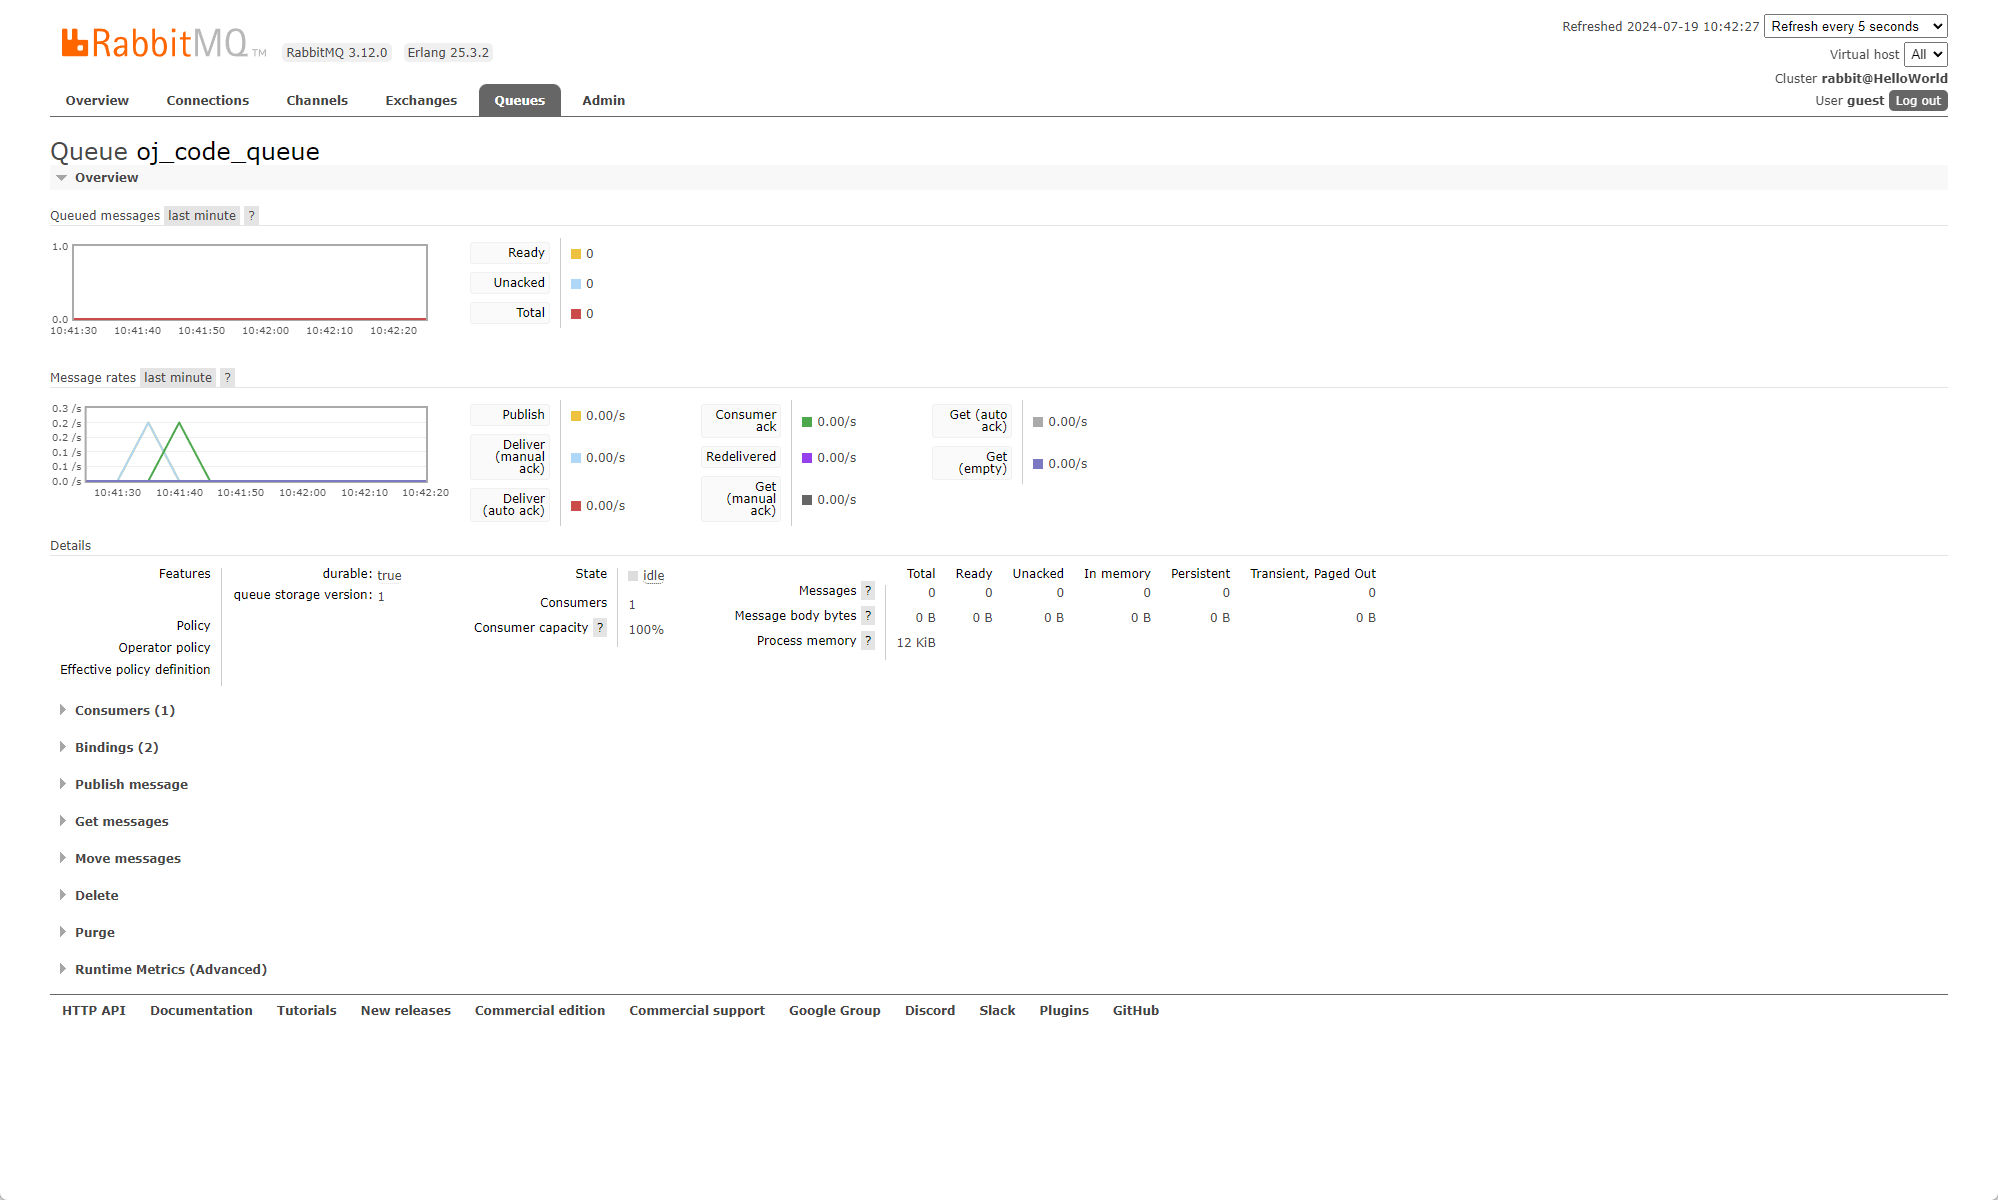 RabbitMQ TM RabbitMQ 3.12.0 Erlang 25.3.2
Refreshed 2024-07-19 10:42:27 Refresh every 5 seconds
Virtual host All
Cluster rabbit@HelloWorld
User guest Log out
Overview Connections Channels Exchanges Queues Admin
Queue oj_code_queue
Overview
Queued messages last minute ?
1.0
0.0
10:41:30 10:41:40 10:41:50 10:42:00 10:42:10 10:42:20
Ready 0
Unacked 0
Total 0
Message rates last minute ?
0.3 /s
0.2 /s
0.2 /s
0.1 /s
0.1 /s
0.0 /s
10:41:30 10:41:40 10:41:50 10:42:00 10:42:10 10:42:20
Publish 0.00/s
Deliver
(manual 0.00/s
ack)
Deliver
(auto ack) 0.00/s
Consumer
ack 0.00/s
Redelivered 0.00/s
Get
(manual 0.00/s
ack)
Get (auto
ack) 0.00/s
Get
(empty) 0.00/s
Details
Features durable: true
queue storage version: 1
Policy
Operator policy
Effective policy definition
State idle
Consumers 1
Consumer capacity ? 100%
Total Ready Unacked In memory Persistent Transient, Paged Out
Messages ? 0 0 0 0 0 0
Message body bytes ? 0 B 0 B 0 B 0 B 0 B 0 B
Process memory ? 12 KiB
Consumers (1)
Bindings (2)
Publish message
Get messages
Move messages
Delete
Purge
Runtime Metrics (Advanced)
HTTP API Documentation Tutorials New releases Commercial edition Commercial support Google Group Discord Slack Plugins GitHub